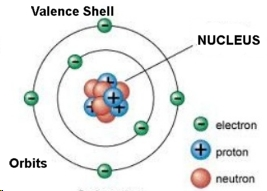 Valence Shell
NUCLEUS
electron
Orbits
proton
neutron